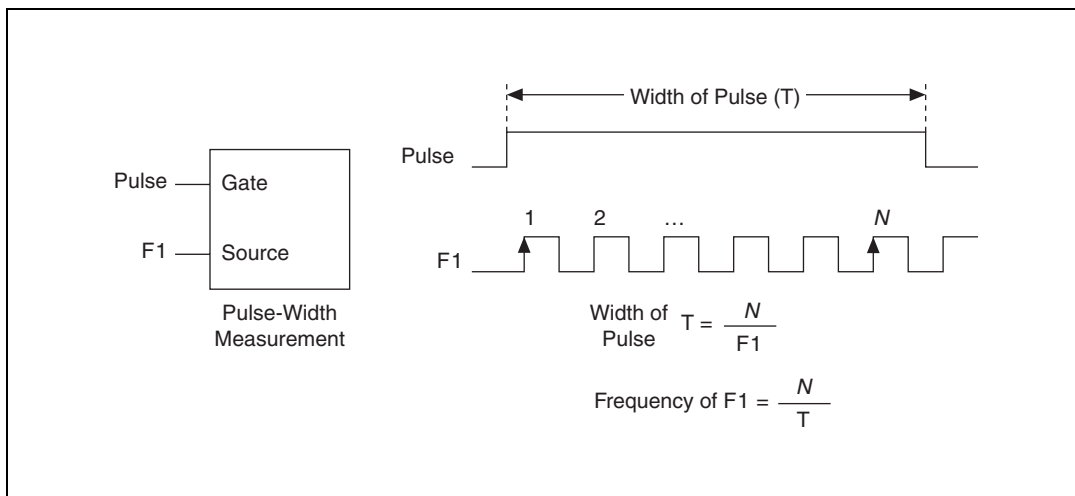 Width of Pulse (T)
Pulse
Pulse
Gate
1 2 ... N
F1
Source
F1
Pulse-Width
Measurement
Width of
Pulse
T = N
F1
Frequency of F1 = N
T